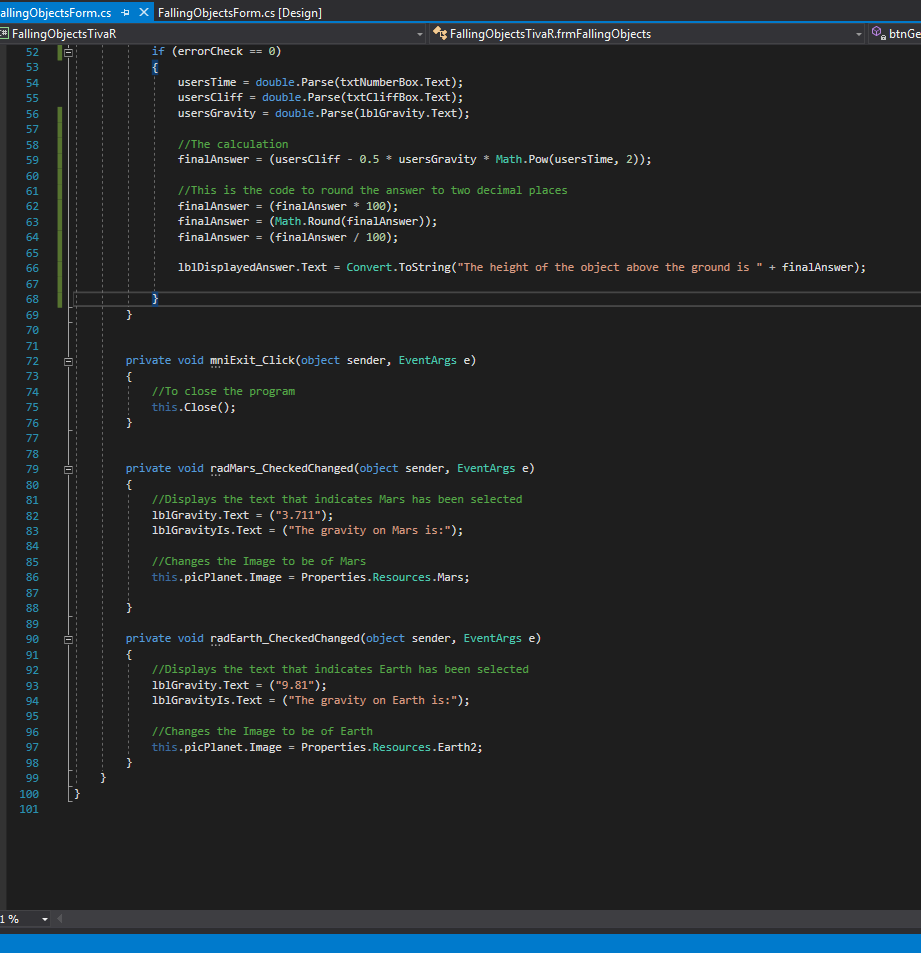 allingObjectsForm.cs FallingObjectsForm.cs [Design]
C# FallingObjectsTivaR FallingObjectsTivaR.frmFallingObjects btnGe
52 if (errorCheck == 0)
53 {
54 usersTime = double.Parse(txtNumberBox.Text);
55 usersCliff = double.Parse(txtCliffBox.Text);
56 usersGravity = double.Parse(lblGravity.Text);
57
58 //The calculation
59 finalAnswer = (usersCliff - 0.5 * usersGravity * Math.Pow(usersTime, 2));
60
61 //This is the code to round the answer to two decimal places
62 finalAnswer = (finalAnswer * 100);
63 finalAnswer = (Math.Round(finalAnswer));
64 finalAnswer = (finalAnswer / 100);
65
66 lblDisplayedAnswer.Text = Convert.ToString("The height of the object above the ground is " + finalAnswer);
67
68 }
69 }
70
71
72 private void mniExit_Click(object sender, EventArgs e)
73 {
74 //To close the program
75 this.Close();
76 }
77
78
79 private void radMars_CheckedChanged(object sender, EventArgs e)
80 {
81 //Displays the text that indicates Mars has been selected
82 lblGravity.Text = ("3.711");
83 lblGravityIs.Text = ("The gravity on Mars is:");
84
85 //Changes the Image to be of Mars
86 this.picPlanet.Image = Properties.Resources.Mars;
87
88 }
89
90 private void radEarth_CheckedChanged(object sender, EventArgs e)
91 {
92 //Displays the text that indicates Earth has been selected
93 lblGravity.Text = ("9.81");
94 lblGravityIs.Text = ("The gravity on Earth is:");
95
96 //Changes the Image to be of Earth
97 this.picPlanet.Image = Properties.Resources.Earth2;
98 }
99 }
100 }
101
1 %